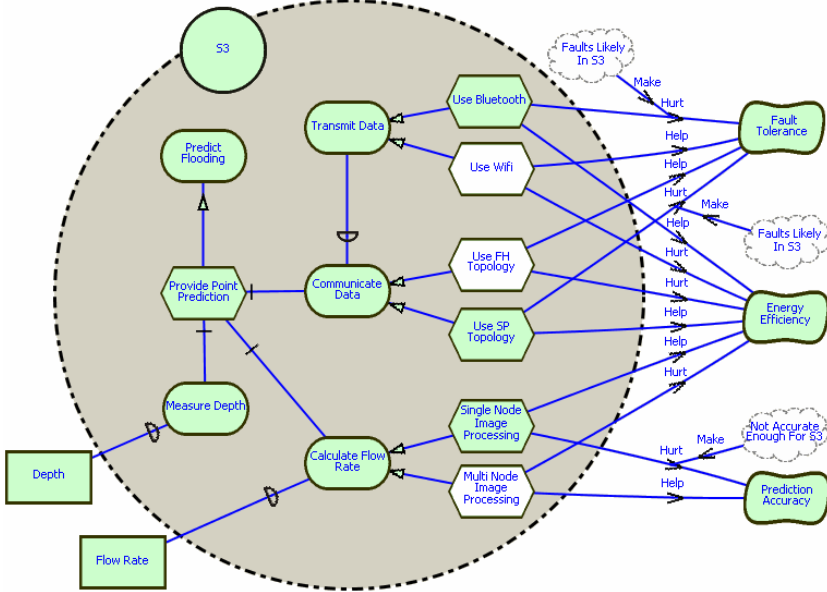 S3
Faults Likely
In S3
Make
Hurt
Use Bluetooth
Transmit Data
Fault
Tolerance
Help
Predict
Flooding
Use Wifi
Help
Hurt
Make
Faults Likely
In S3
Help
Use FH
Topology
Hurt
Provide Point
Prediction
Communicate
Data
Hurt
Energy
Efficiency
Use SP
Topology
Help
Help
Hurt
Measure Depth
Single Node
Image
Processing
Not Accurate
Enough For S3
Make
Hurt
Calculate Flow
Rate
Depth
Multi Node
Image
Processing
Help
Prediction
Accuracy
Flow Rate